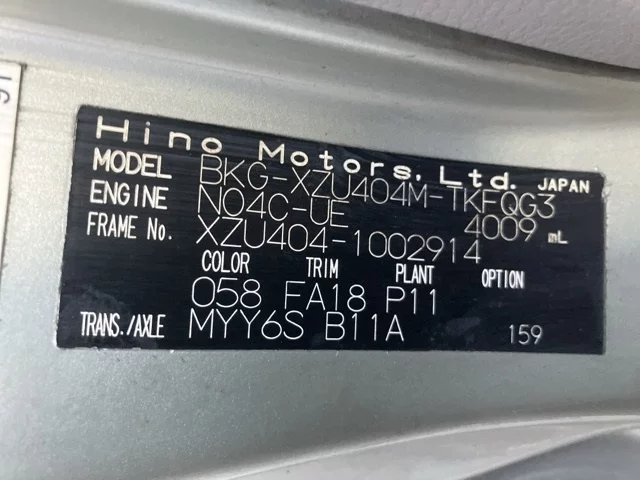 Hino Motors, Ltd. JAPAN
MODEL BKG-XZU404M-TKFQG3
ENGINE N04C-UE 4009 mL
FRAME No. XZU404-1002914
COLOR TRIM PLANT OPTION
058 FA18 P11
TRANS./AXLE MYY6S B11A 159